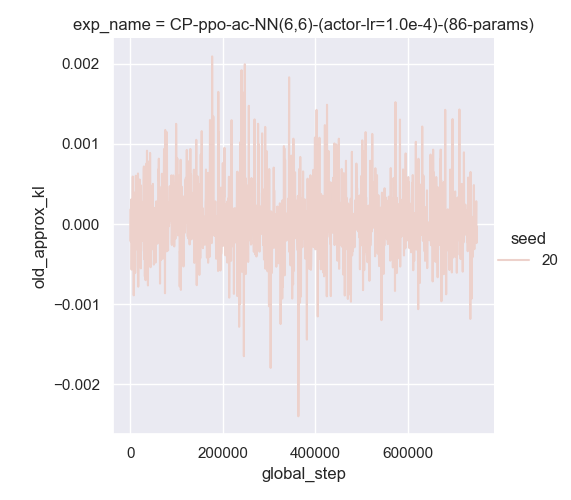 exp_name = CP-ppo-ac-NN(6,6)-(actor-lr=1.0e-4)-(86-params)
0.002
0.001
0.000
−0.001
−0.002
old_approx_kl
seed
20
0
200000
400000
600000
global_step